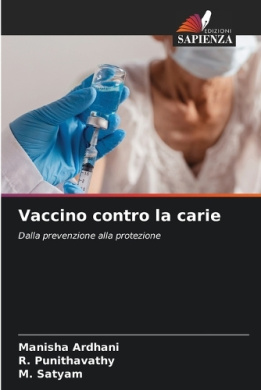 EDIZIONI
SAPIENZA
Vaccino contro la carie
Dalla prevenzione alla protezione
Manisha Ardhani
R. Punithavathy
M. Satyam